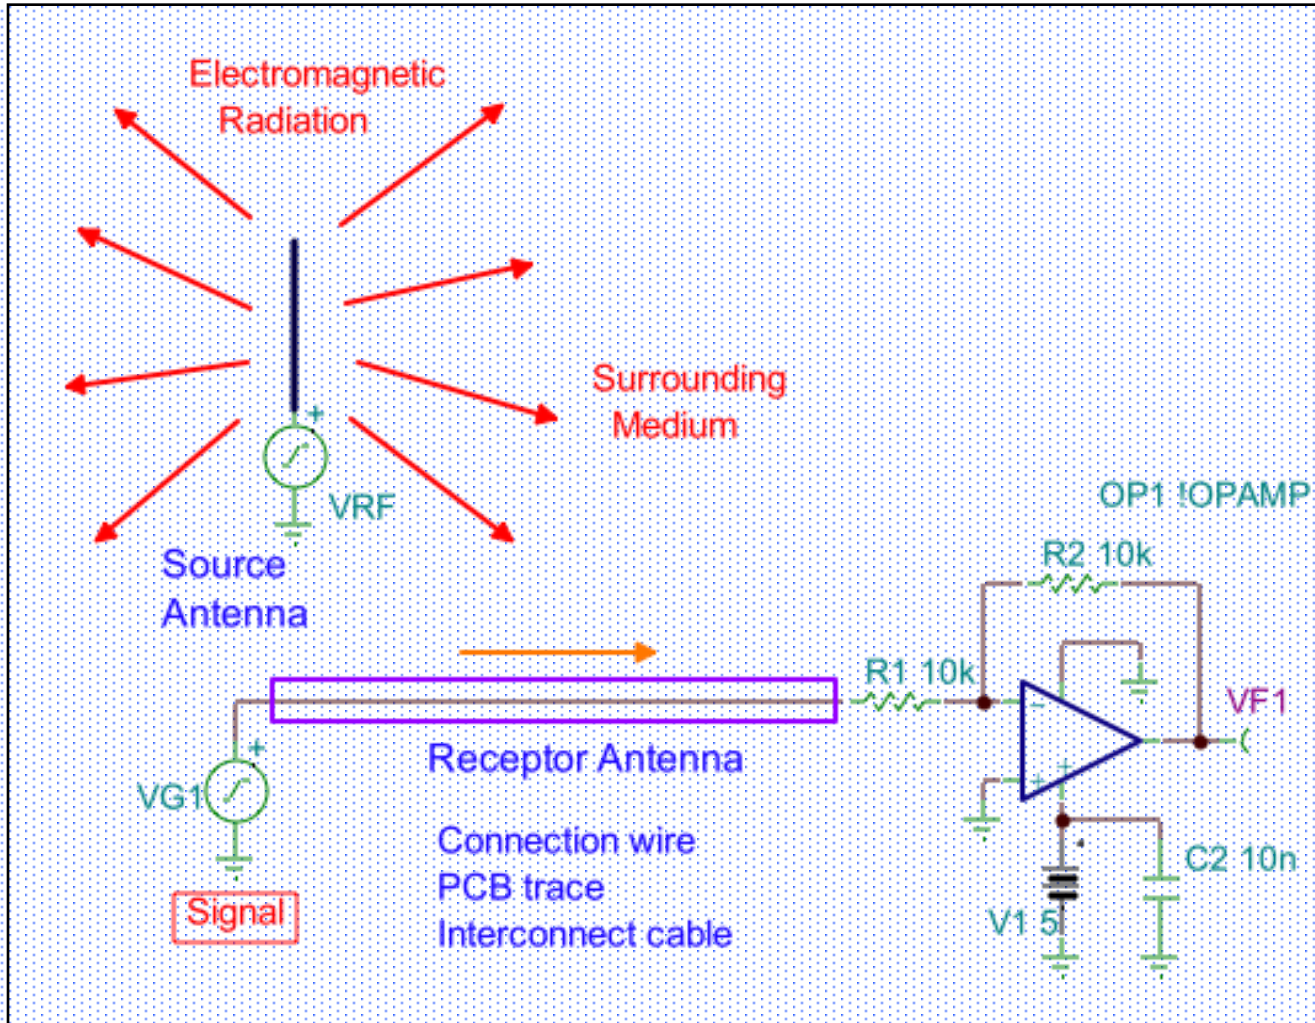 Electromagnetic
Radiation
Surrounding
Medium
+
VRF
Source
Antenna
OP1 !OPAMP
R2 10k
R1 10k
VF1
Receptor Antenna
+
VG1
Connection wire
PCB trace
Interconnect cable
Signal
-
+
+
C2 10n
V1 5